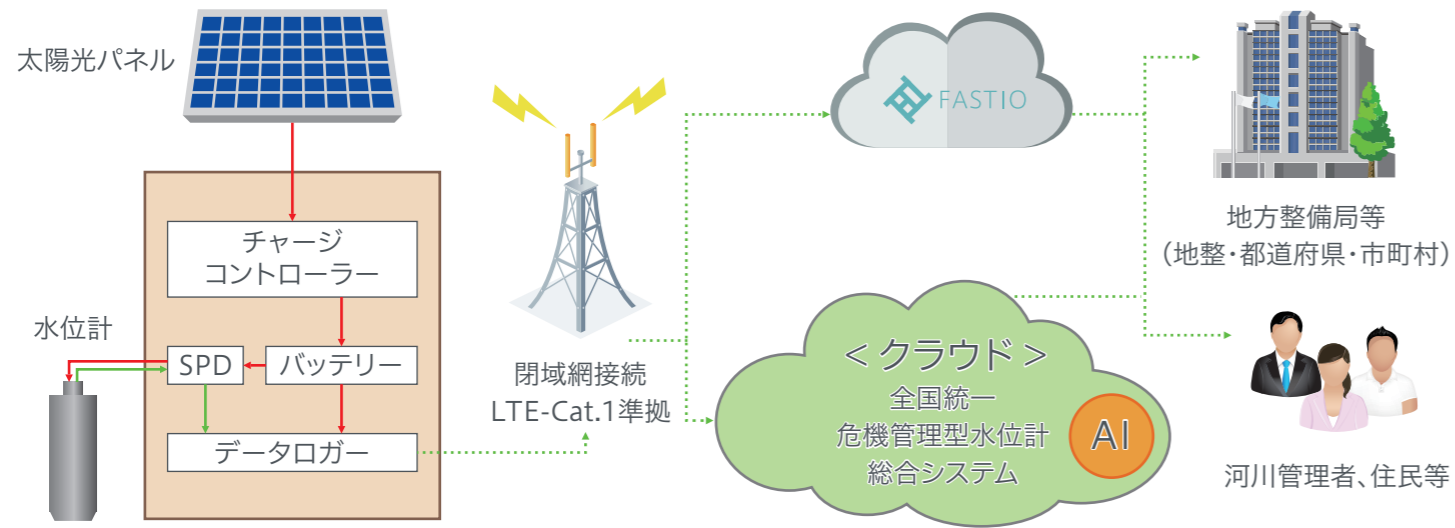 太陽光パネル
チャージ
コントローラー
水位計
SPD
バッテリー
データロガー
閉域網接続
LTE-Cat.1準拠
FASTIO
<クラウド>
全国統一
危機管理型水位計
総合システム
AI
地方整備局等
(地整・都道府県・市町村)
河川管理者、住民等